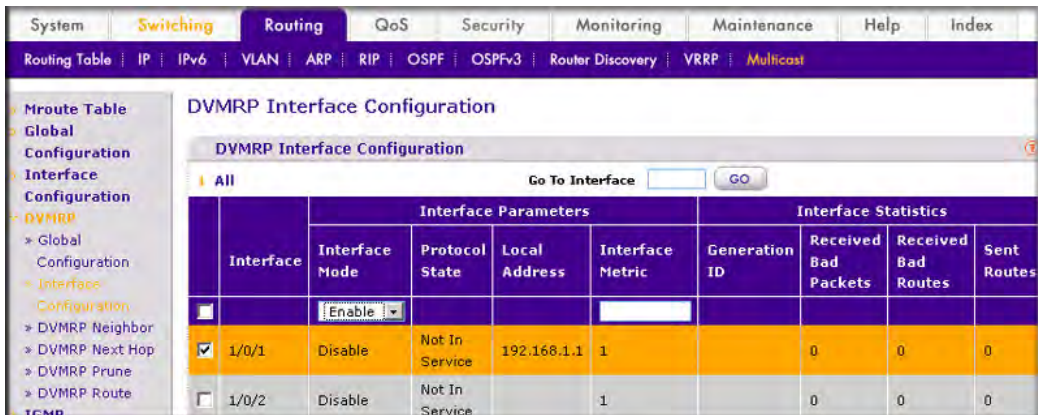 System Switching Routing QoS Security Monitoring Maintenance Help Index
Routing Table IP IPv6 VLAN ARP RIP OSPF OSPFv3 Router Discovery VRRP Multicast
Mroute Table
Global
Configuration
Interface
Configuration
DVMRP
» Global
Configuration
» Interface
Configuration
» DVMRP Neighbor
» DVMRP Next Hop
» DVMRP Prune
» DVMRP Route
IGMP
DVMRP Interface Configuration
DVMRP Interface Configuration
All Go To Interface GO
Interface Parameters Interface Statistics
Interface Interface Mode Protocol State Local Address Interface Metric Generation ID Received Bad Packets Received Bad Routes Sent Routes
Enable
1/0/1 Disable Not In Service 192.168.1.1 1 0 0 0
1/0/2 Disable Not In Service 1 0 0 0